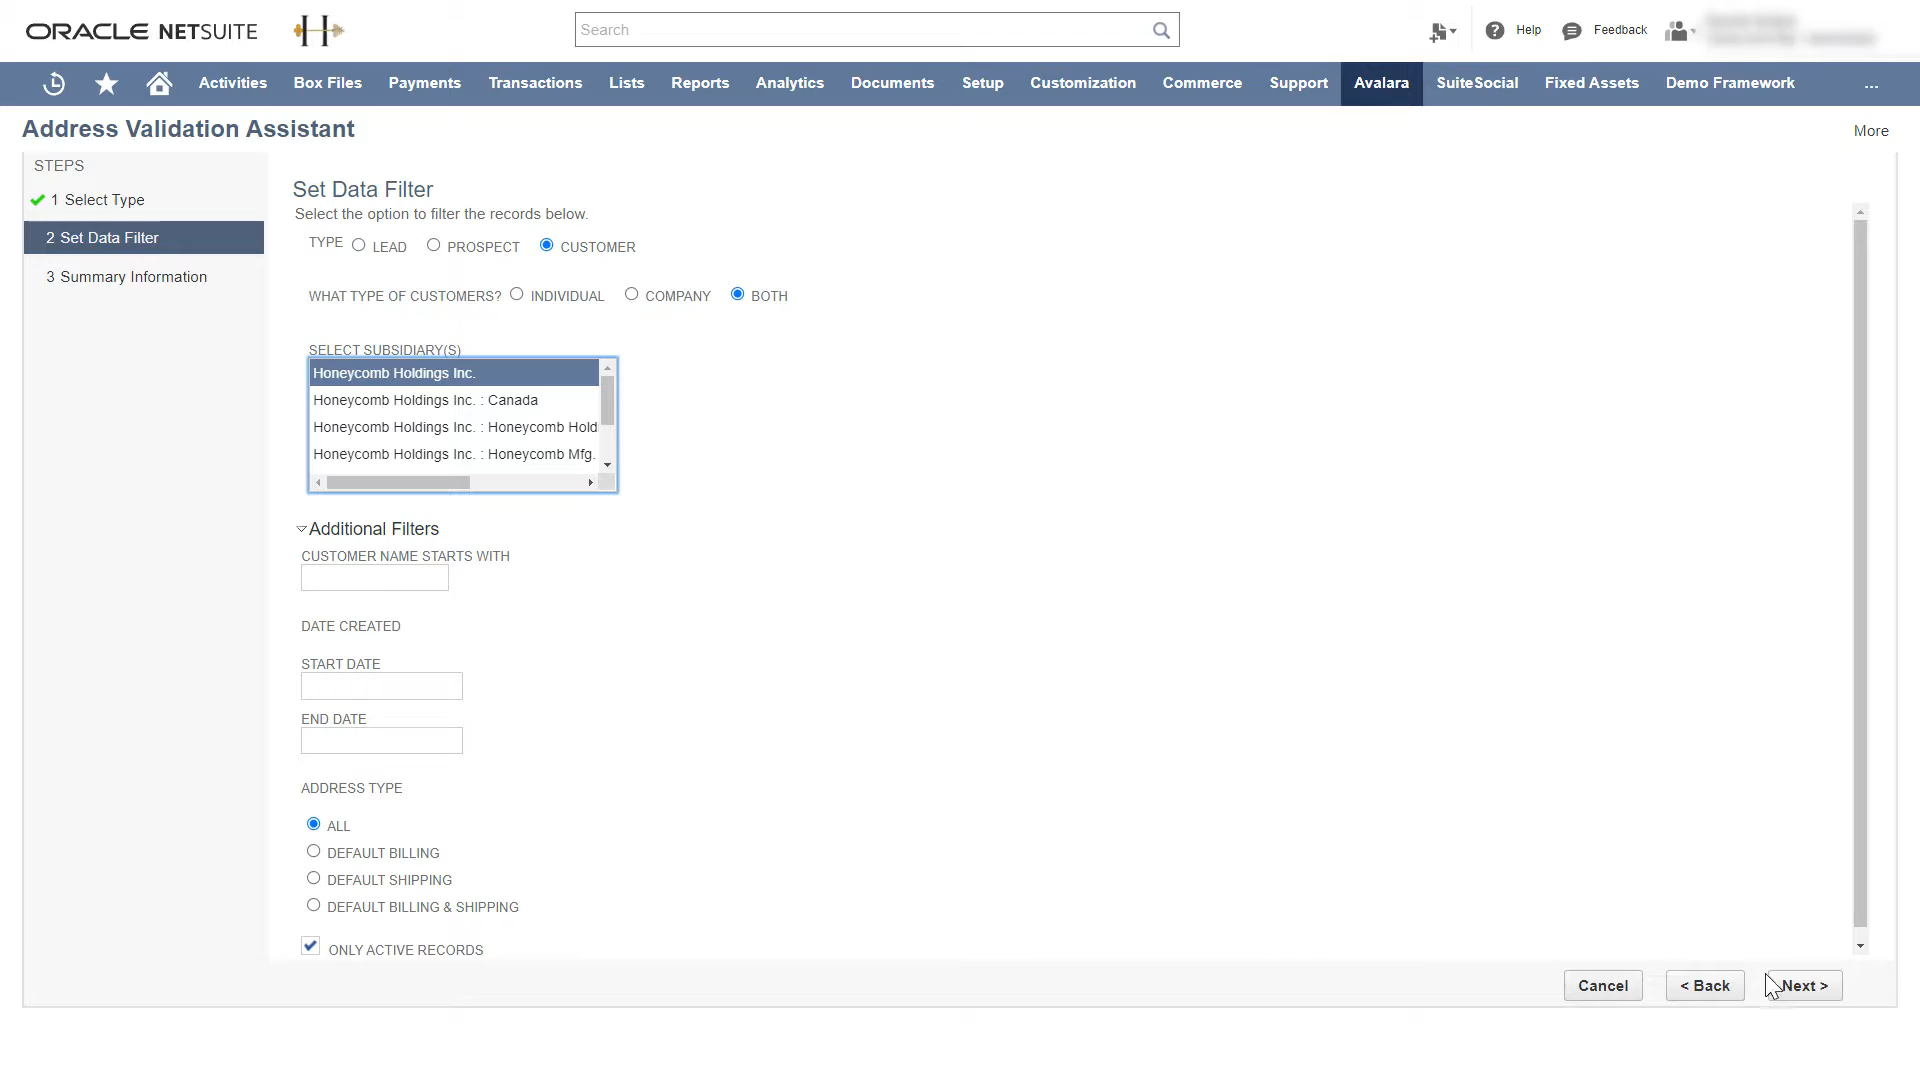 ORACLE NETSUITE
H
Search
Help
Feedback
Activities
Box Files
Payments
Transactions
Lists
Reports
Analytics
Documents
Setup
Customization
Commerce
Support
Avalara
SuiteSocial
Fixed Assets
Demo Framework
...
Address Validation Assistant
More
STEPS
1 Select Type
2 Set Data Filter
3 Summary Information
Set Data Filter
Select the option to filter the records below.
TYPE LEAD PROSPECT CUSTOMER
WHAT TYPE OF CUSTOMERS? INDIVIDUAL COMPANY BOTH
SELECT SUBSIDIARY(S)
Honeycomb Holdings Inc.
Honeycomb Holdings Inc. : Canada
Honeycomb Holdings Inc. : Honeycomb Hold
Honeycomb Holdings Inc. : Honeycomb Mfg.
Additional Filters
CUSTOMER NAME STARTS WITH
DATE CREATED
START DATE
END DATE
ADDRESS TYPE
ALL
DEFAULT BILLING
DEFAULT SHIPPING
DEFAULT BILLING & SHIPPING
ONLY ACTIVE RECORDS
Cancel
< Back
Next >